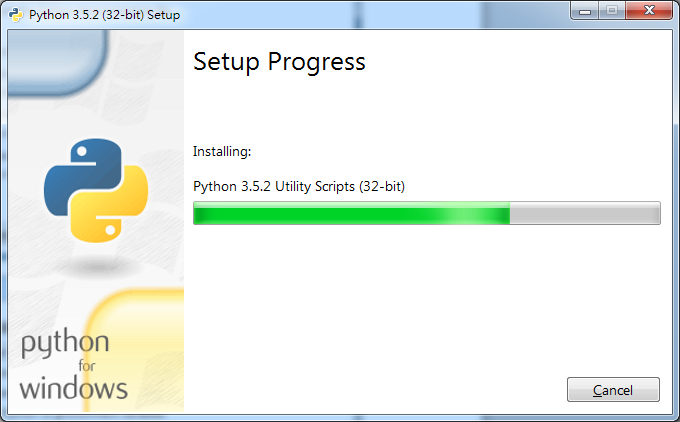 Python 3.5.2 (32-bit) Setup
Setup Progress
Installing:
Python 3.5.2 Utility Scripts (32-bit)
python
for
windows
Cancel